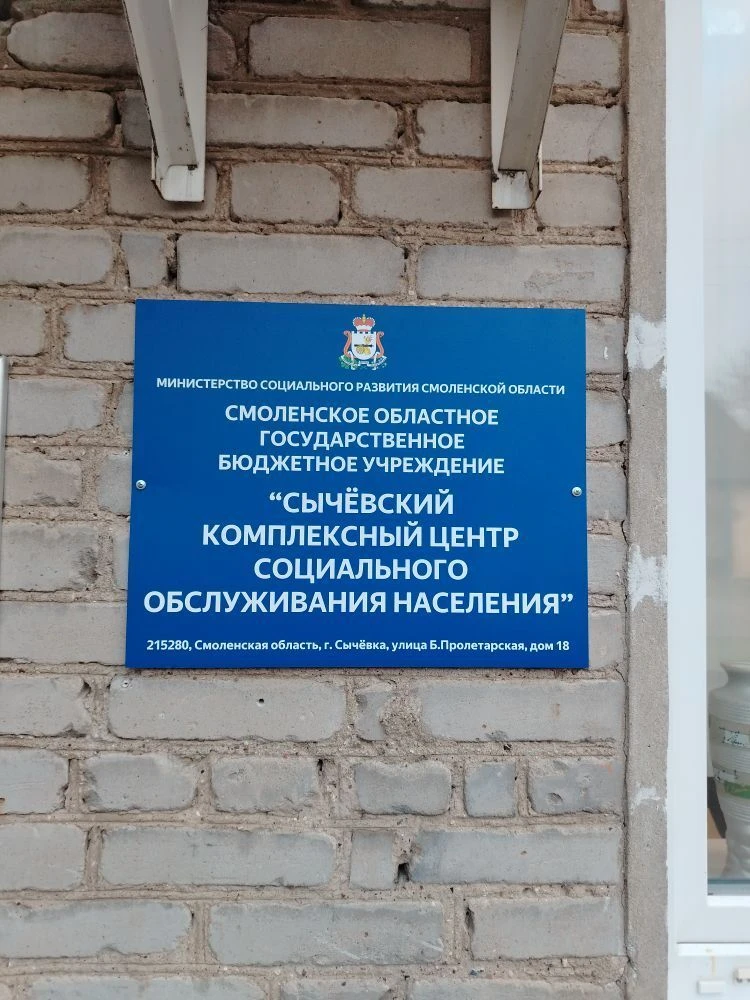 МИНИСТЕРСТВО СОЦИАЛЬНОГО РАЗВИТИЯ СМОЛЕНСКОЙ ОБЛАСТИ
СМОЛЕНСКОЕ ОБЛАСТНОЕ
ГОСУДАРСТВЕННОЕ
БЮДЖЕТНОЕ УЧРЕЖДЕНИЕ
“СЫЧЁВСКИЙ
КОМПЛЕКСНЫЙ ЦЕНТР
СОЦИАЛЬНОГО
ОБСЛУЖИВАНИЯ НАСЕЛЕНИЯ”
215280, Смоленская область, г. Сычёвка, улица Б.Пролетарская, дом 18